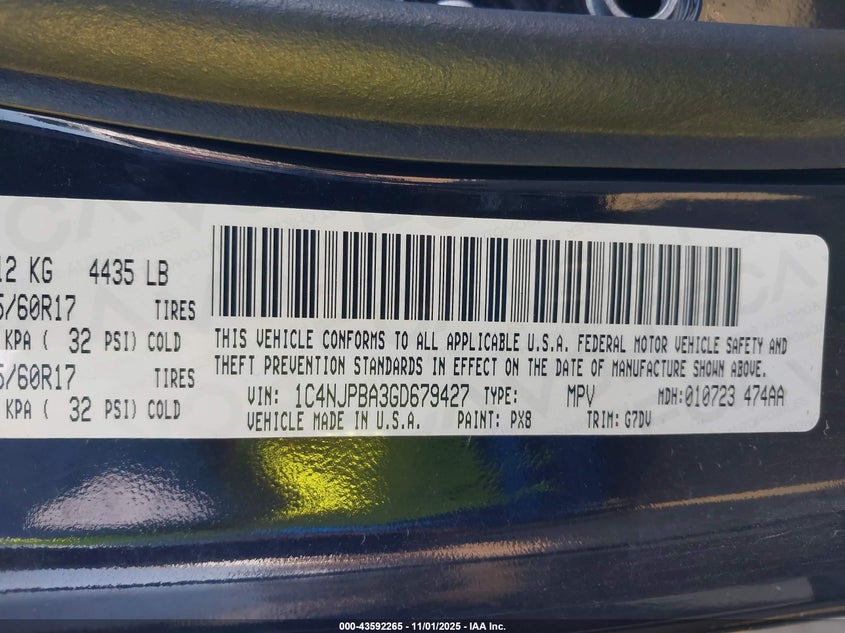 12 KG 4435 LB
5/60R17 TIRES
KPA ( 32 PSI) COLD
5/60R17 TIRES
KPA ( 32 PSI) COLD
THIS VEHICLE CONFORMS TO ALL APPLICABLE U.S.A. FEDERAL MOTOR VEHICLE SAFETY AND
THEFT PREVENTION STANDARDS IN EFFECT ON THE DATE OF MANUFACTURE SHOWN ABOVE.
VIN: 1C4NJPBA3GD679427 TYPE: MPV MDH: 010723 474AA
VEHICLE MADE IN U.S.A. PAINT: PX8 TRIM: G7DV
000-43592265 - 11/01/2025 - IAA Inc.